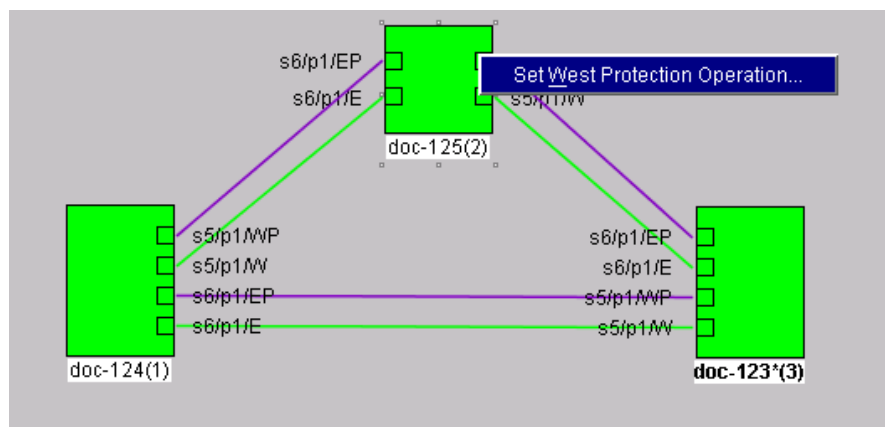 s6/p1/EP
Set West Protection Operation...
s6/p1/E
s5/p1/W
doc-125(2)
s5/p1/WP
s6/p1/EP
s5/p1/W
s6/p1/E
s6/p1/EP
s5/p1/WP
s6/p1/E
s5/p1/W
doc-124(1)
doc-123*(3)